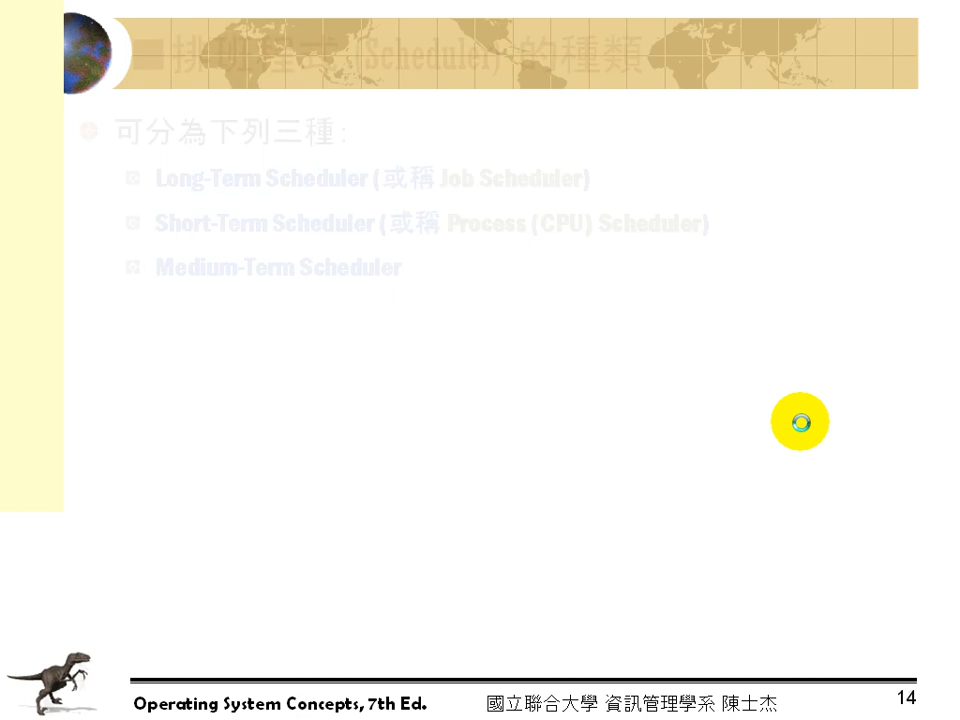 排班程式 (Scheduler) 的種類
可分為下列三種：
Long-Term Scheduler (或稱 Job Scheduler)
Short-Term Scheduler (或稱 Process (CPU) Scheduler)
Medium-Term Scheduler
Operating System Concepts, 7th Ed.
國立聯合大學 資訊管理學系 陳士杰
14